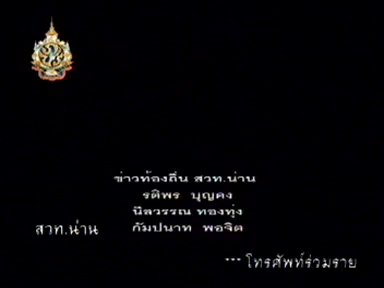 ข่าวท้องถิ่น สวท.น่าน
รติพร บุญคง
นิลวรรณ ทองทุ่ง
กัมปนาท พอจิต
สาท.น่าน
--- โทรศัพท์ร่วมราย